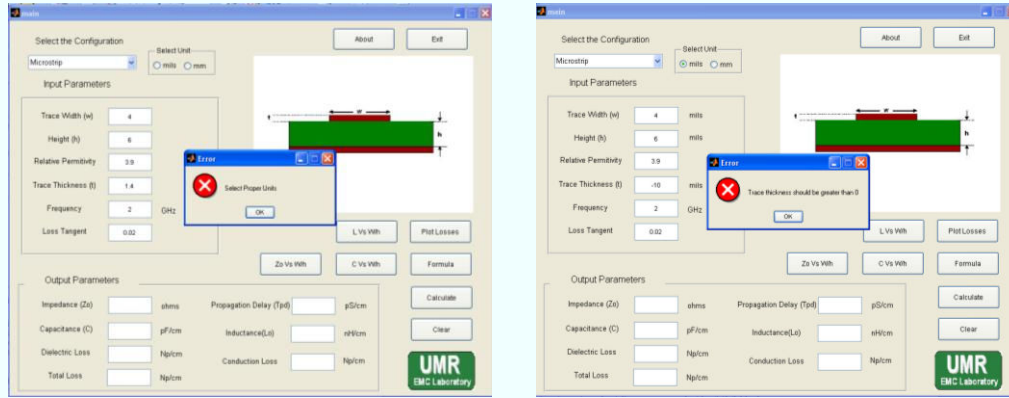 main
Select the Configuration
Select Unit
About
Exit
Microstrip
mils
mm
Input Parameters
Trace Width (w)
4
Height (h)
6
Relative Permitivity
3.9
Trace Thickness (t)
1.4
Frequency
2
GHz
Loss Tangent
0.02
t
w
h
Error
Select Proper Units
OK
L Vs W/h
Plot Losses
Zo Vs W/h
C Vs W/h
Formula
Output Parameters
Impedance (Zo)
ohms
Propagation Delay (Tpd)
pS/cm
Calculate
Capacitance (C)
pF/cm
Inductance(Lo)
nH/cm
Clear
Dielectric Loss
Np/cm
Conduction Loss
Np/cm
Total Loss
Np/cm
UMR
EMC Laboratory
main
Select the Configuration
Select Unit
About
Exit
Microstrip
mils
mm
Input Parameters
Trace Width (w)
4
mils
Height (h)
6
mils
Relative Permitivity
3.9
Trace Thickness (t)
-10
mils
Frequency
2
GHz
Loss Tangent
0.02
t
w
h
Error
Trace thickness should be greater than 0
OK
L Vs W/h
Plot Losses
Zo Vs W/h
C Vs W/h
Formula
Output Parameters
Impedance (Zo)
ohms
Propagation Delay (Tpd)
pS/cm
Calculate
Capacitance (C)
pF/cm
Inductance(Lo)
nH/cm
Clear
Dielectric Loss
Np/cm
Conduction Loss
Np/cm
Total Loss
Np/cm
UMR
EMC Laboratory